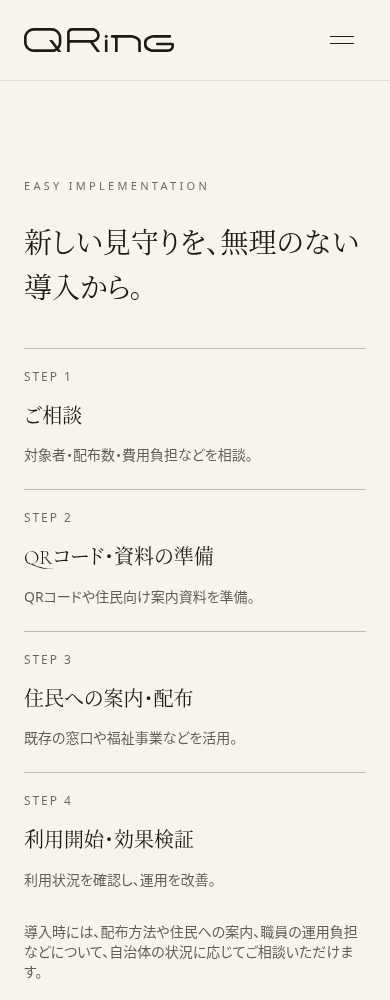 QRing
EASY IMPLEMENTATION
新しい見守りを、無理のない
導入から。
STEP 1
ご相談
対象者・配布数・費用負担などを相談。
STEP 2
QRコード・資料の準備
QRコードや住民向け案内資料を準備。
STEP 3
住民への案内・配布
既存の窓口や福祉事業などを活用。
STEP 4
利用開始・効果検証
利用状況を確認し、運用を改善。
導入時には、配布方法や住民への案内、職員の運用負担
などについて、自治体の状況に応じてご相談いただけま
す。